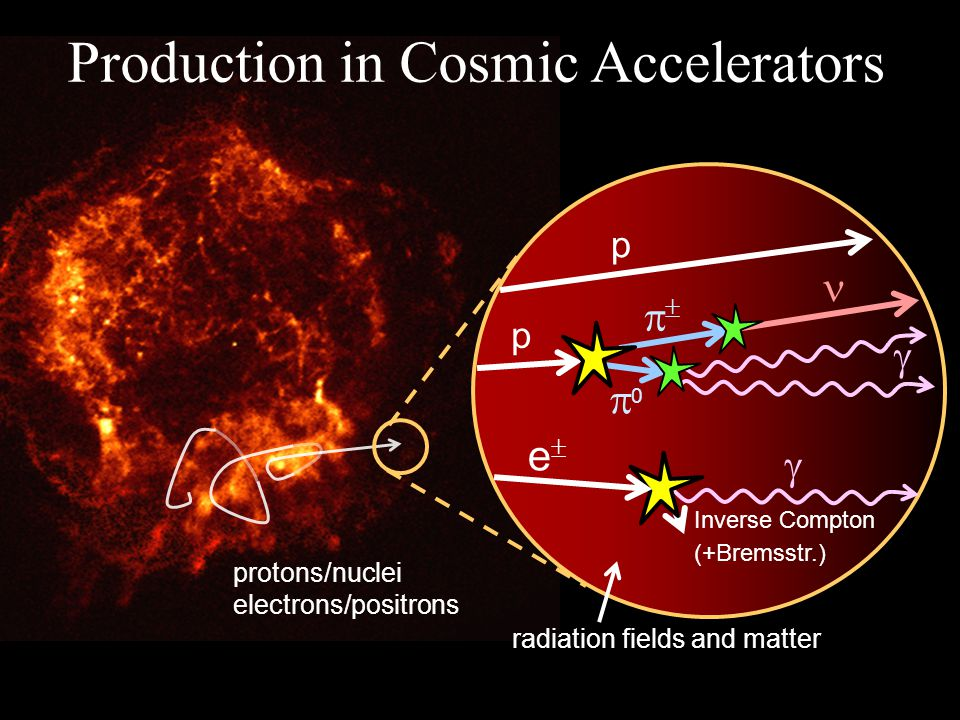 Production in Cosmic Accelerators
p
ν
π±
p
γ
π0
e±
γ
Inverse Compton
(+Bremsstr.)
protons/nuclei
electrons/positrons
radiation fields and matter